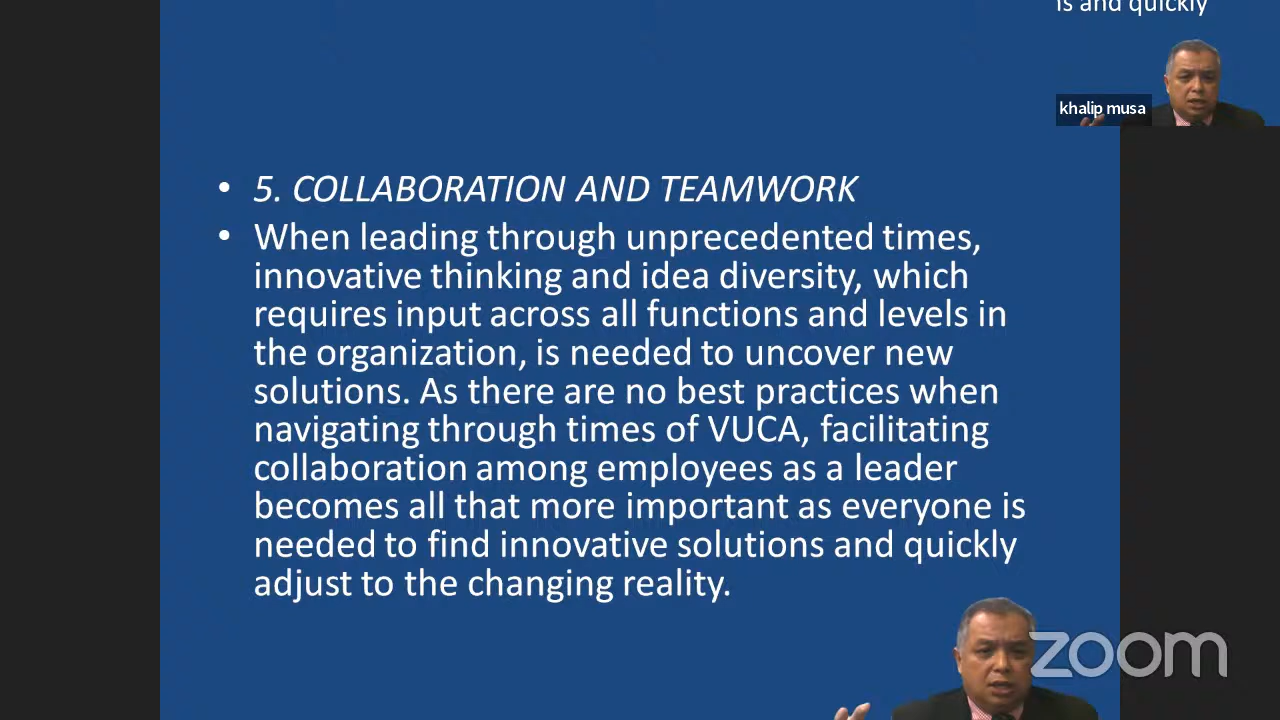 is and quickly
khalip musa
• 5. COLLABORATION AND TEAMWORK
• When leading through unprecedented times,
innovative thinking and idea diversity, which
requires input across all functions and levels in
the organization, is needed to uncover new
solutions. As there are no best practices when
navigating through times of VUCA, facilitating
collaboration among employees as a leader
becomes all that more important as everyone is
needed to find innovative solutions and quickly
adjust to the changing reality.
zoom